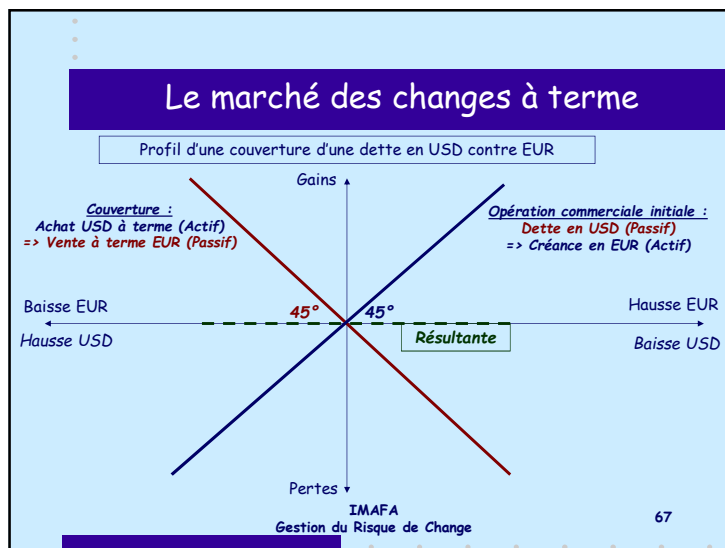 Le marché des changes à terme
Profil d'une couverture d'une dette en USD contre EUR
Gains
Couverture :
Achat USD à terme (Actif)
=> Vente à terme EUR (Passif)
Opération commerciale initiale :
Dette en USD (Passif)
=> Créance en EUR (Actif)
Baisse EUR
Hausse USD
45°
45°
Hausse EUR
Baisse USD
Résultante
Pertes
IMAFA
Gestion du Risque de Change
67